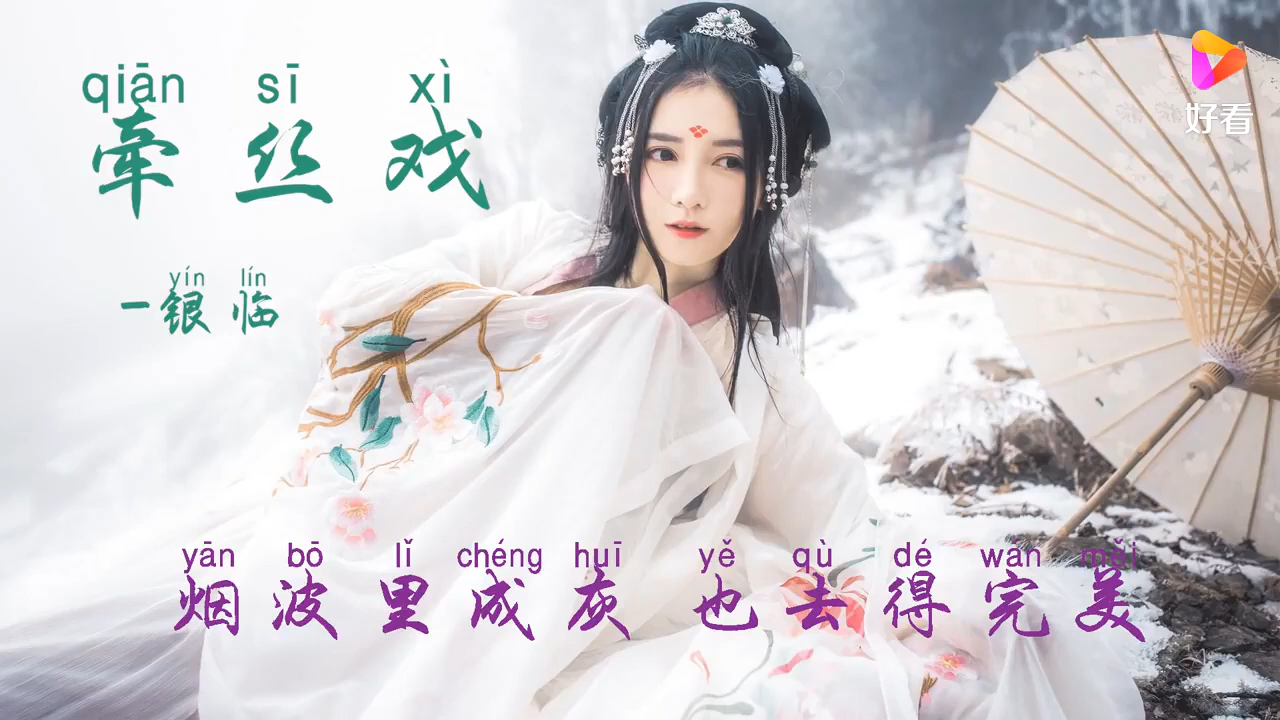 qiān sī xì
牵丝戏
yín lín
-银临
好看
yān bō lǐ chéng huī yě qù dé wán měi
烟波里成灰 也去得完美